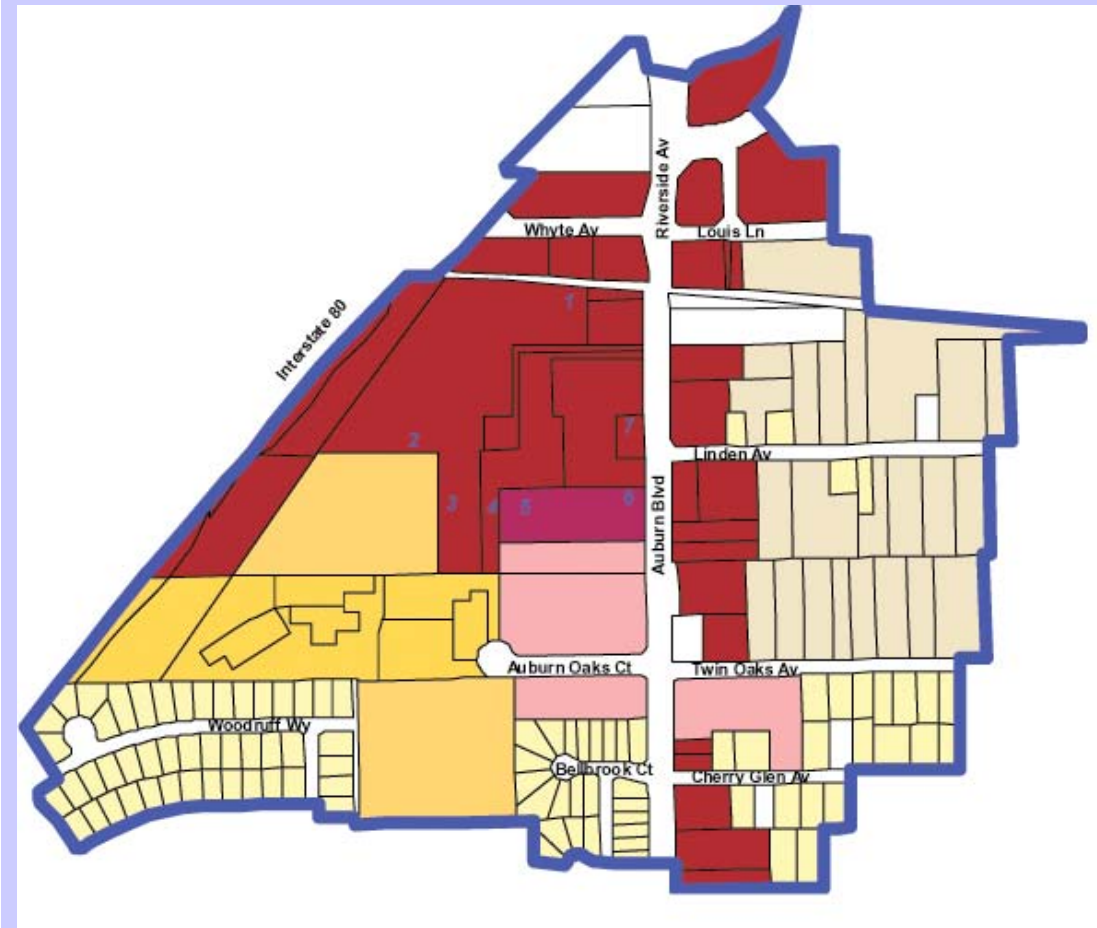 Riverside Av
Whyte Av
Louis Ln
1
Interstate 80
2
7
Linden Av
3
4
5
6
Auburn Blvd
Auburn Oaks Ct
Twin Oaks Av
Woodruff Wy
Bellbrook Ct
Cherry Glen Av